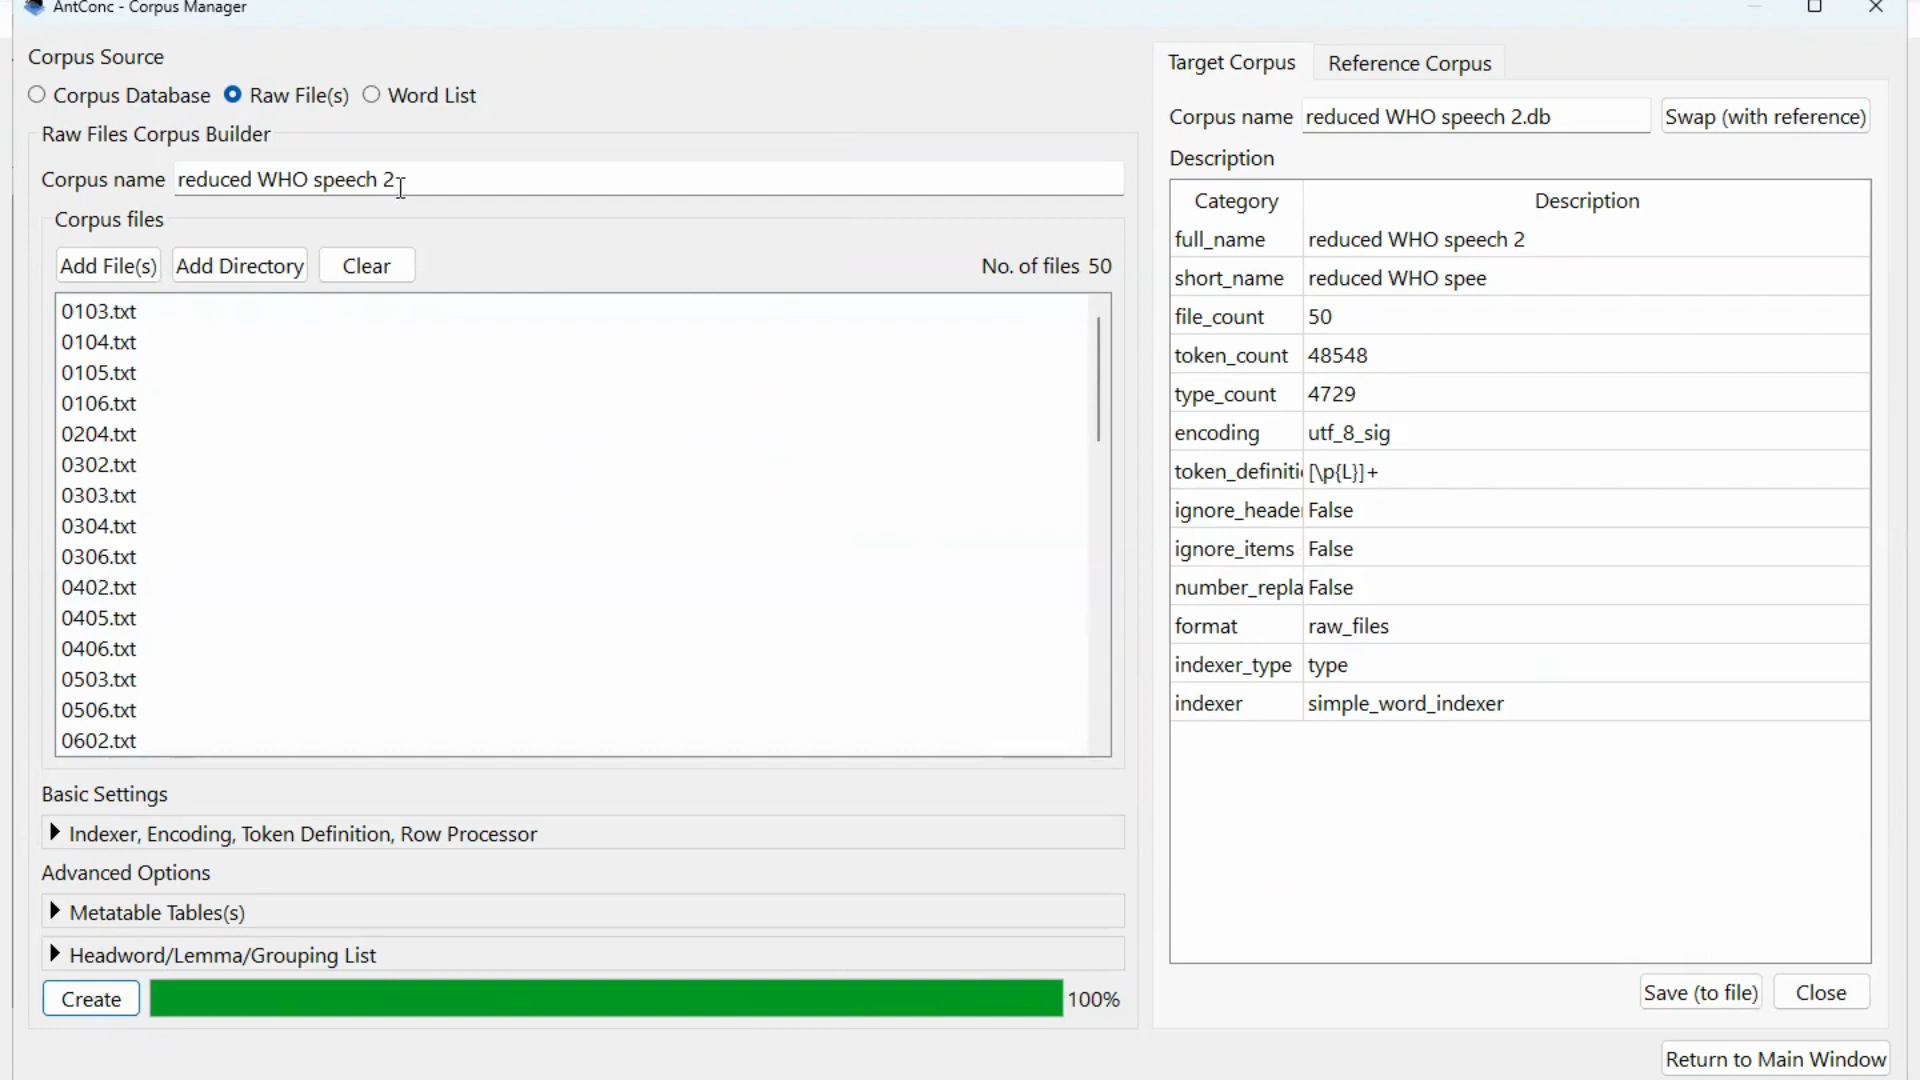 AntConc - Corpus Manager
Corpus Source
Corpus Database Raw File(s) Word List
Raw Files Corpus Builder
Corpus name reduced WHO speech 2
Corpus files
Add File(s) Add Directory Clear No. of files 50
0103.txt
0104.txt
0105.txt
0106.txt
0204.txt
0302.txt
0303.txt
0304.txt
0306.txt
0402.txt
0405.txt
0406.txt
0503.txt
0506.txt
0602.txt
Basic Settings
Indexer, Encoding, Token Definition, Row Processor
Advanced Options
Metatable Tables(s)
Headword/Lemma/Grouping List
Create 100%
Target Corpus Reference Corpus
Corpus name reduced WHO speech 2.db Swap (with reference)
Description
Category Description
full_name reduced WHO speech 2
short_name reduced WHO spee
file_count 50
token_count 48548
type_count 4729
encoding utf_8_sig
token_definiti [\p{L}]+
ignore_heade False
ignore_items False
number_repla False
format raw_files
indexer_type type
indexer simple_word_indexer
Save (to file) Close
Return to Main Window